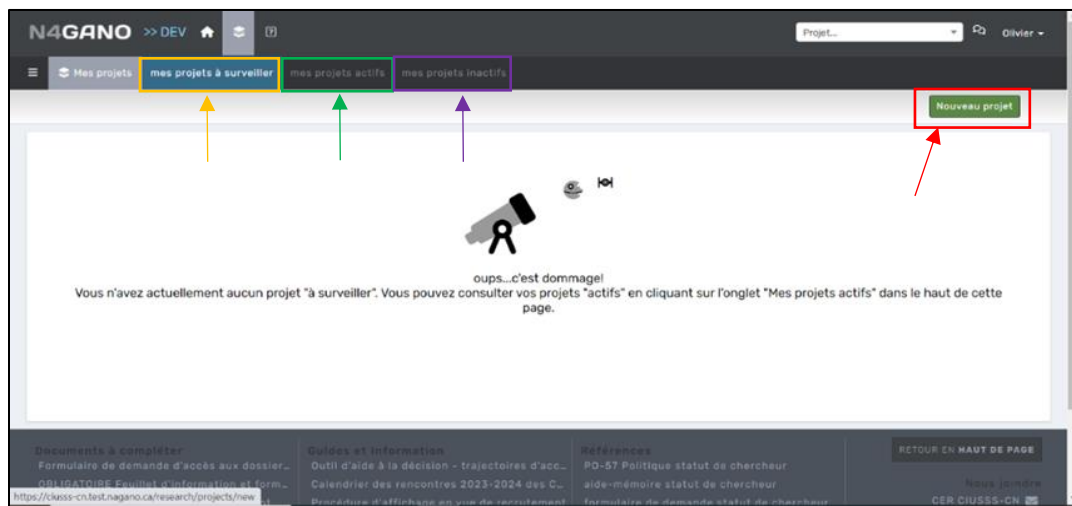 N4GANO >> DEV Projet... Olivier
Mes projets mes projets à surveiller mes projets actifs mes projets inactifs
Nouveau projet
oups...c'est dommage!
Vous n'avez actuellement aucun projet "à surveiller". Vous pouvez consulter vos projets "actifs" en cliquant sur l'onglet "Mes projets actifs" dans le haut de cette
page.
Documents à compléter Guides et information Références RETOUR EN HAUT DE PAGE
Formulaire de demande d'accès aux dossier... Outil d'aide à la décision - trajectoires d'acc... PO-57 Politique statut de chercheur
OBLIGATOIRE Feuillet d'information et form... Calendrier des rencontres 2023-2024 des C... aide-mémoire statut de chercheur Nous joindre
https://ciusss-cn.test.nagano.ca/research/projects/new Procédure d'affichage en vue de recrutement formulaire de demande statut de chercheur CER CIUSSS-CN